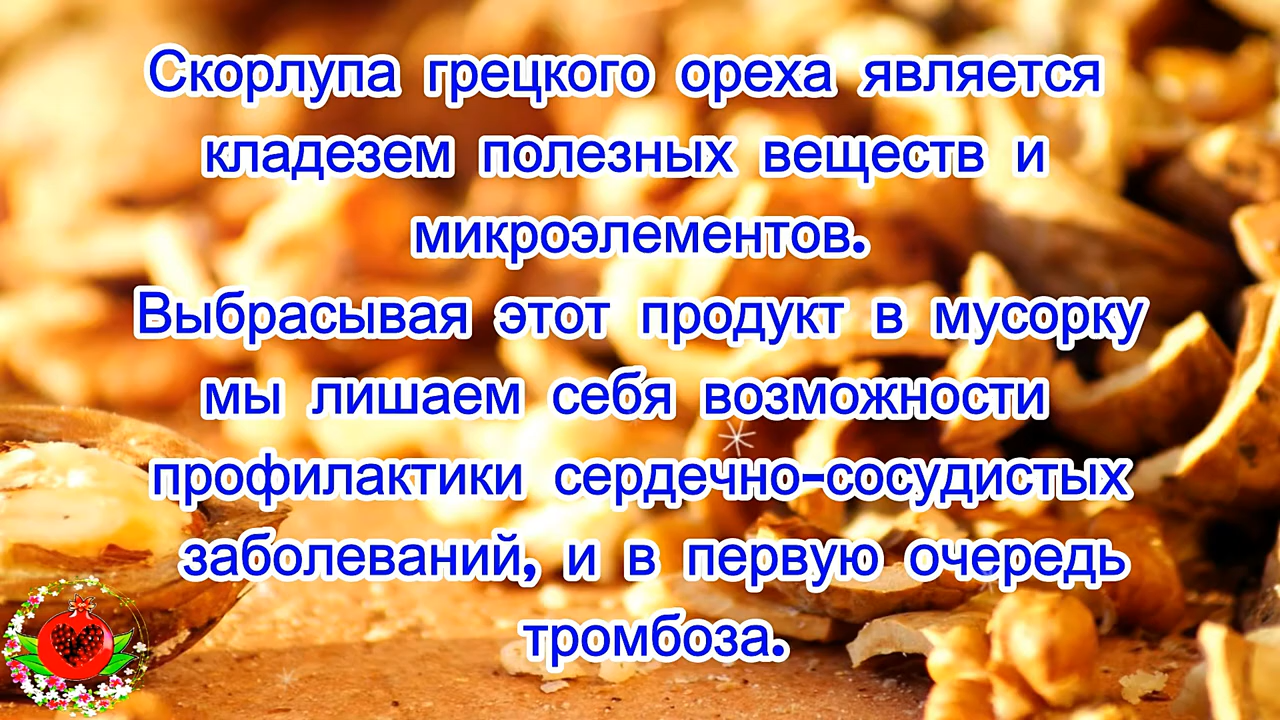 Скорлупа грецкого ореха является
кладезем полезных веществ и
микроэлементов.
Выбрасывая этот продукт в мусорку
мы лишаем себя возможности
профилактики сердечно-сосудистых
заболеваний, и в первую очередь
тромбоза.